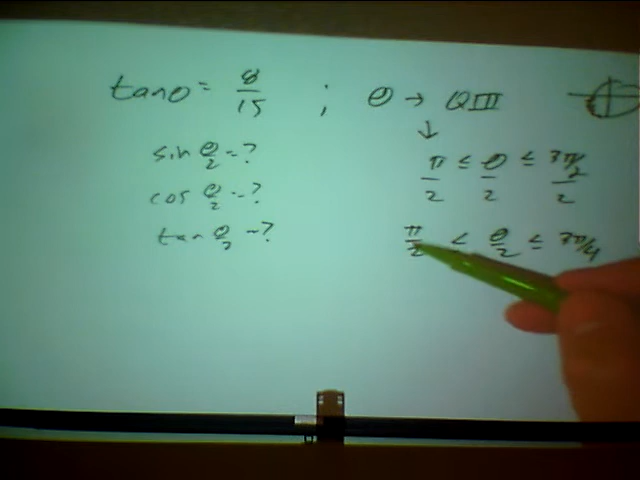 tanθ = 8/15 ; θ → QIII
↓
sin θ/2 = ?
π/2 ≤ θ/2 ≤ 3π/2/2
cos θ/2 = ?
tan θ/2 = ?
π/2 ≤ θ/2 ≤ 3π/4